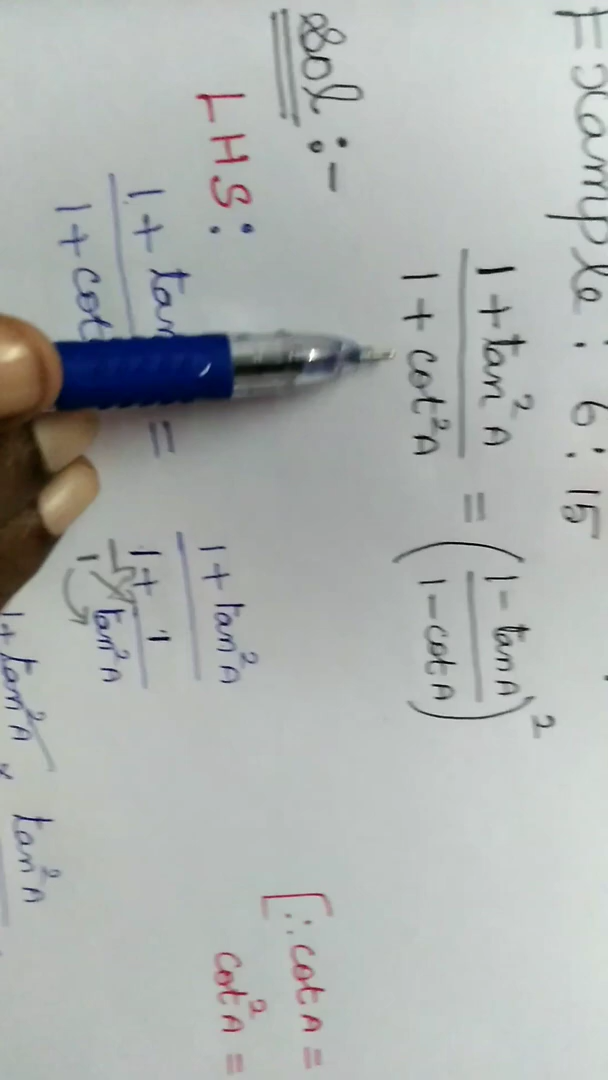 Example : 6 : 15
1 + tan²A / 1 + cot²A = (1 - tanA / 1 - cotA)²
Sol :-
LHS :
1 + tan / 1 + cot = 1 + tan²A / 1 + 1/tan²A
[∴ cotA =
cot²A =
1 + tan²A × tan²A